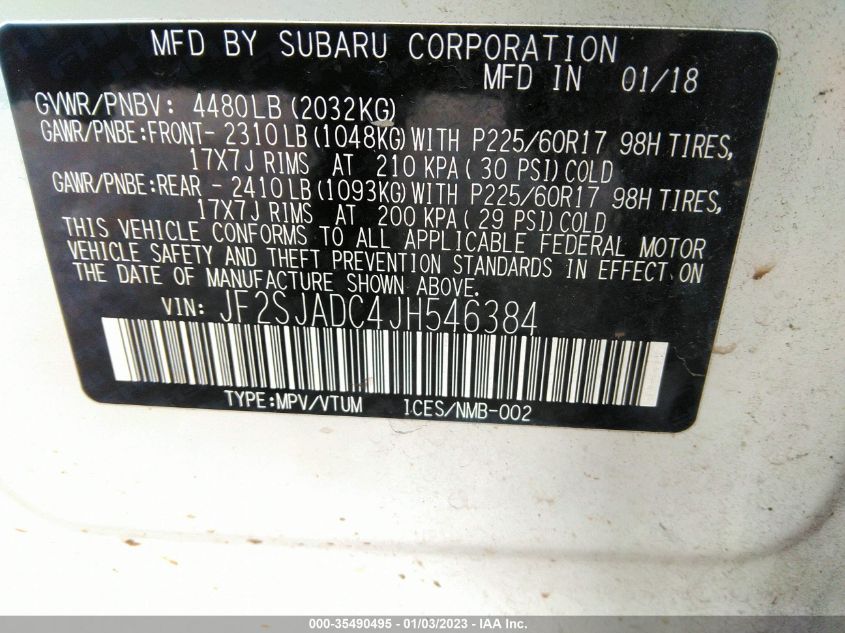 MFD BY SUBARU CORPORATION
MFD IN 01/18
GVWR/PNBV: 4480LB (2032KG)
GAWR/PNBE:FRONT- 2310LB (1048KG) WITH P225/60R17 98H TIRES,
17X7J RIMS AT 210 KPA( 30 PSI) COLD
GAWR/PNBE:REAR - 2410LB (1093KG) WITH P225/60R17 98H TIRES,
17X7J RIMS AT 200 KPA( 29 PSI) COLD
THIS VEHICLE CONFORMS TO ALL APPLICABLE FEDERAL MOTOR
VEHICLE SAFETY AND THEFT PREVENTION STANDARDS IN EFFECT ON
THE DATE OF MANUFACTURE SHOWN ABOVE.
VIN: JF2SJADC4JH546384
TYPE:MPV/VTUM ICES/NMB-002
000-35490495 - 01/03/2023 - IAA Inc.